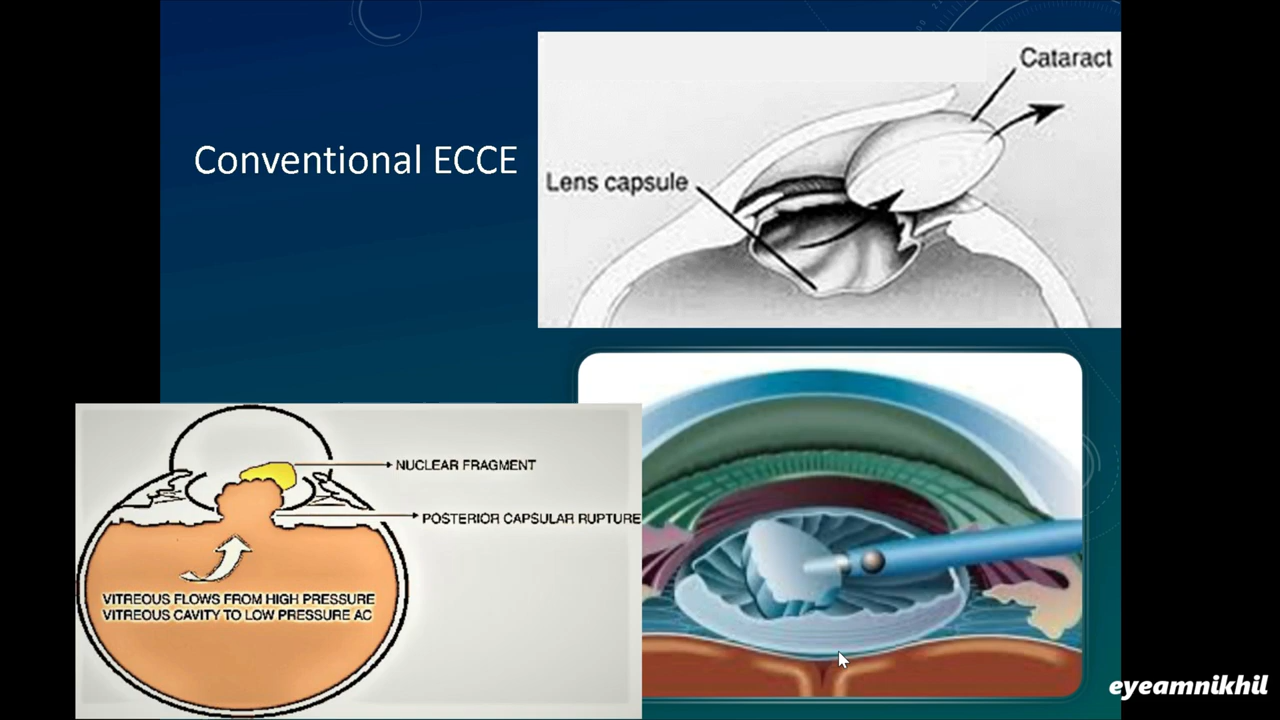 Conventional ECCE
Cataract
Lens capsule
NUCLEAR FRAGMENT
POSTERIOR CAPSULAR RUPTURE
VITREOUS FLOWS FROM HIGH PRESSURE
VITREOUS CAVITY TO LOW PRESSURE AC
eyeamnikhil